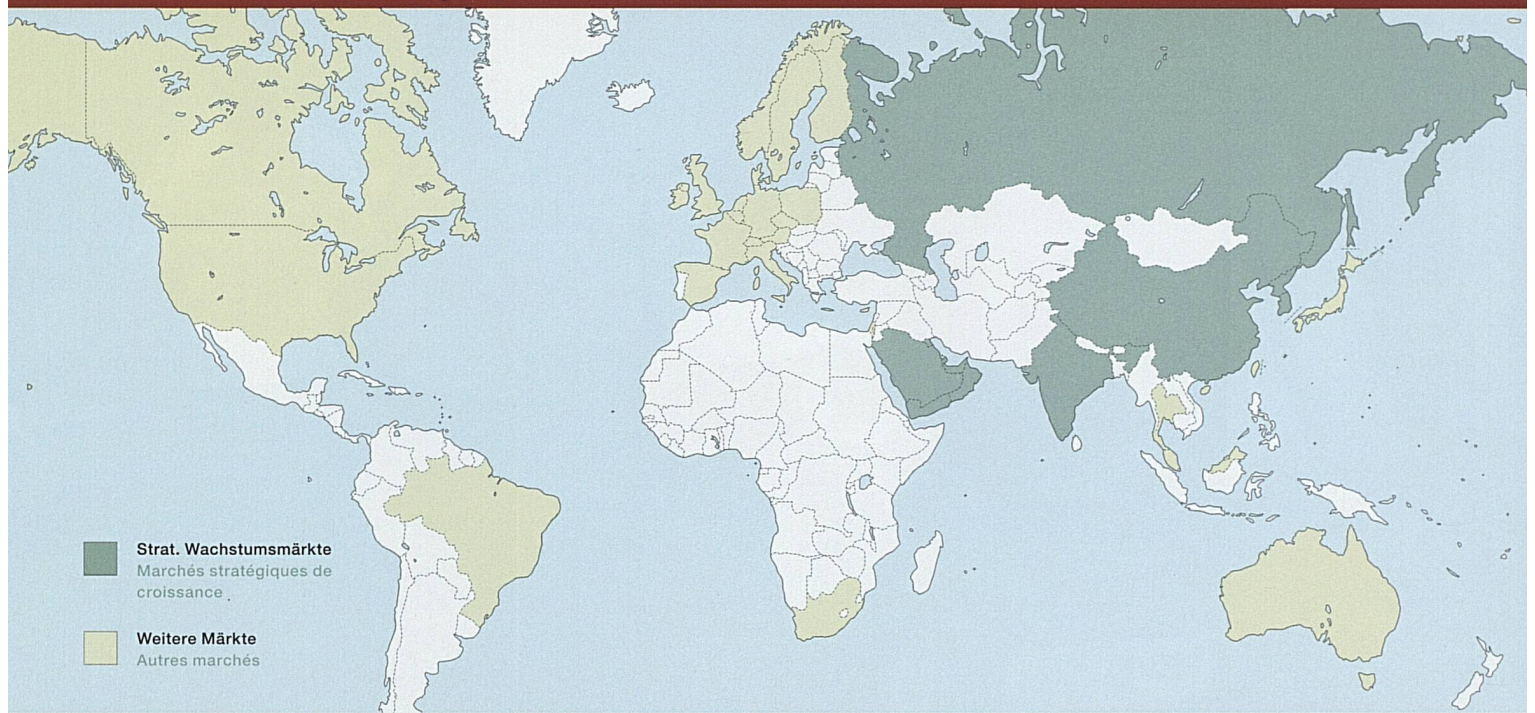 Strat. Wachstumsmärkte
Marchés stratégiques de
croissance
Weitere Märkte
Autres marchés